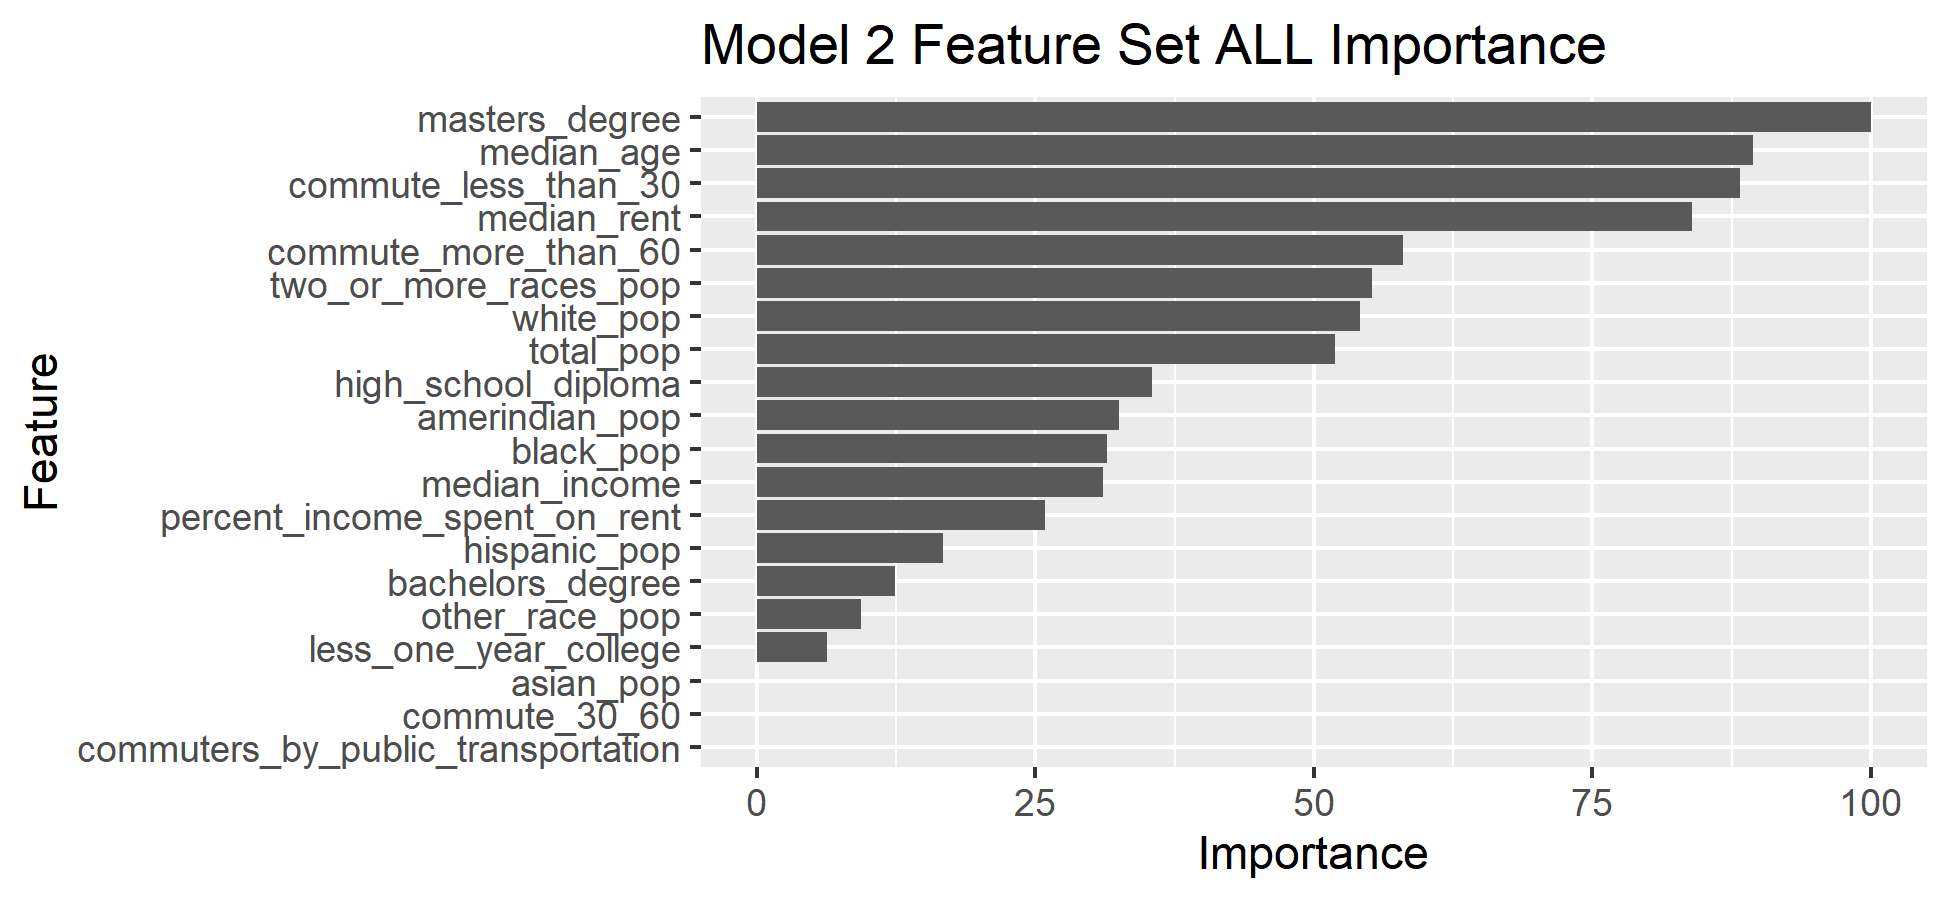 Model 2 Feature Set ALL Importance
masters_degree
median_age
commute_less_than_30
median_rent
commute_more_than_60
two_or_more_races_pop
white_pop
total_pop
high_school_diploma
amerindian_pop
black_pop
median_income
percent_income_spent_on_rent
hispanic_pop
bachelors_degree
other_race_pop
less_one_year_college
asian_pop
commute_30_60
commuters_by_public_transportation
Feature
0 25 50 75 100
Importance